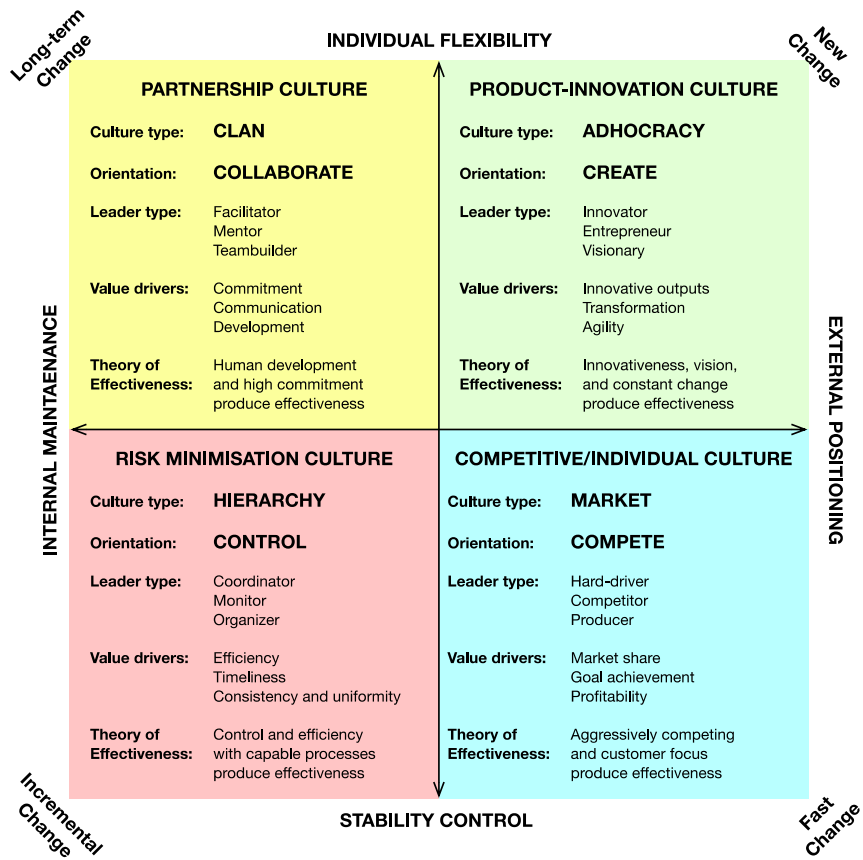 Long-term
Change
INDIVIDUAL FLEXIBILITY
New
Change
PARTNERSHIP CULTURE
Culture type: CLAN
Orientation: COLLABORATE
Leader type: Facilitator
Mentor
Teambuilder
Value drivers: Commitment
Communication
Development
Theory of Human development
Effectiveness: and high commitment
produce effectiveness
PRODUCT-INNOVATION CULTURE
Culture type: ADHOCRACY
Orientation: CREATE
Leader type: Innovator
Entrepreneur
Visionary
Value drivers: Innovative outputs
Transformation
Agility
Theory of Innovativeness, vision,
Effectiveness: and constant change
produce effectiveness
INTERNAL MAINTAENANCE
EXTERNAL POSITIONING
RISK MINIMISATION CULTURE
Culture type: HIERARCHY
Orientation: CONTROL
Leader type: Coordinator
Monitor
Organizer
Value drivers: Efficiency
Timeliness
Consistency and uniformity
Theory of Control and efficiency
Effectiveness: with capable processes
produce effectiveness
COMPETITIVE/INDIVIDUAL CULTURE
Culture type: MARKET
Orientation: COMPETE
Leader type: Hard-driver
Competitor
Producer
Value drivers: Market share
Goal achievement
Profitability
Theory of Aggressively competing
Effectiveness: and customer focus
produce effectiveness
Incremental
Change
STABILITY CONTROL
Fast
Change